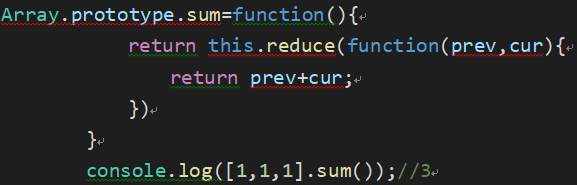 Array.prototype.sum=function(){
return this.reduce(function(prev,cur){
return prev+cur;
})
}
console.log([1,1,1].sum());//3